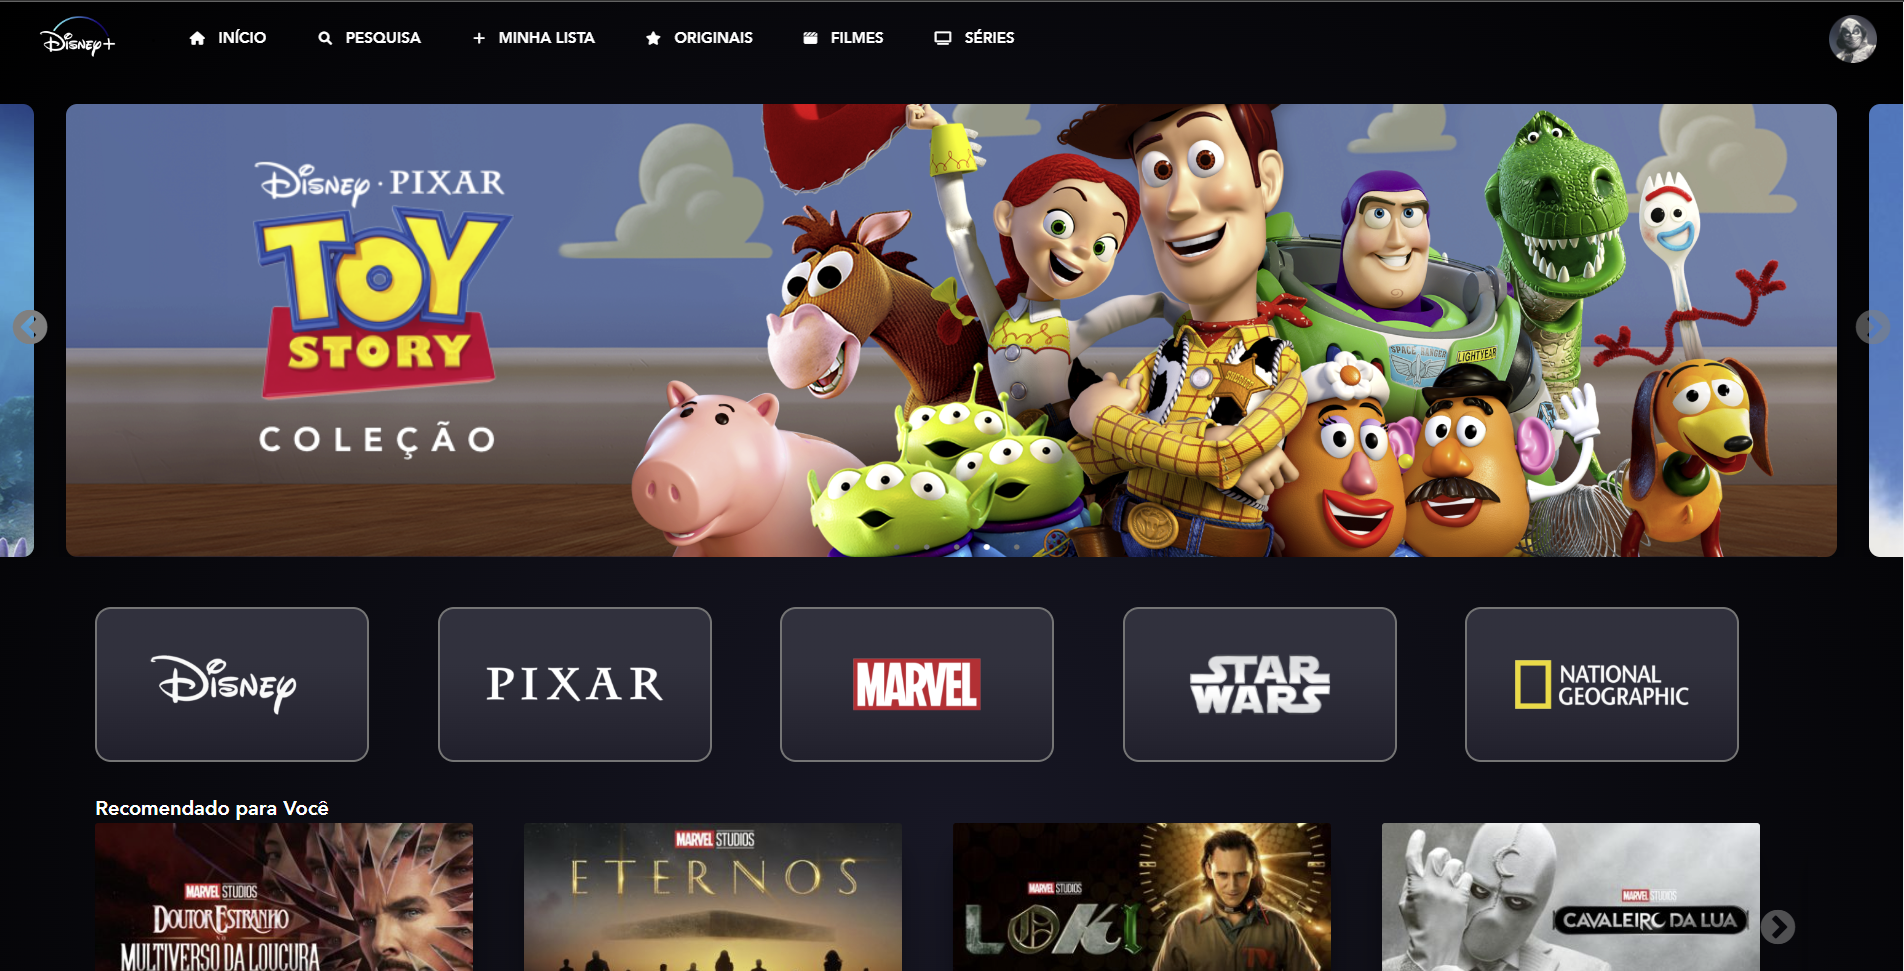 Disney+
INÍCIO
PESQUISA
MINHA LISTA
ORIGINAIS
FILMES
SÉRIES
Disney · PIXAR
TOY
STORY
COLEÇÃO
SPACE RANGER
LIGHTYEAR
Disney
PIXAR
MARVEL
STAR
WARS
NATIONAL
GEOGRAPHIC
Recomendado para Você
MARVEL STUDIOS
DOUTOR ESTRANHO
NO
MULTIVERSO DA LOUCURA
MARVEL STUDIOS
ETERNOS
MARVEL STUDIOS
LOKI
MARVEL STUDIOS
CAVALEIRO DA LUA